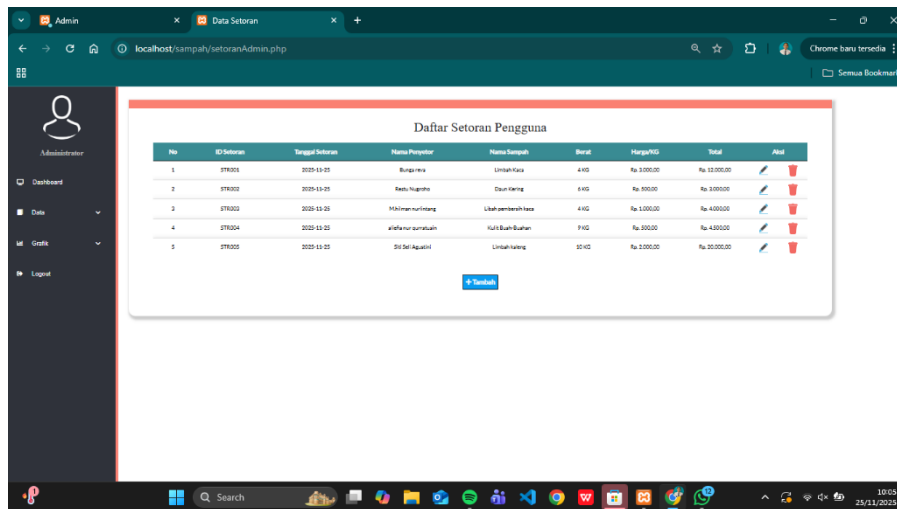 Admin
Data Setoran
localhost/sampah/setoranAdmin.php
Chrome baru tersedia
Semua Bookmar
Administrator
Dashboard
Data
Grafik
Logout
Daftar Setoran Pengguna
No ID Setoran Tanggal Setoran Nama Penyetor Nama Sampah Berat Harga/KG Total Aksi
1 STR001 2025-11-25 Bunga reva Limbah Kaca 4 KG Rp. 3.000,00 Rp. 12.000,00
2 STR002 2025-11-25 Restu Nugroho Daun Kering 6 KG Rp. 500,00 Rp. 3.000,00
3 STR003 2025-11-25 M.hilman nurlintang Libah pembersih kaca 4 KG Rp. 1.000,00 Rp. 4.000,00
4 STR004 2025-11-25 aliefia nur Kulit Buah-Buahan 9 KG Rp. 500,00 Rp. 4.500,00
5 STR005 2025-11-25 Siti Seli Agustini Limbah kaleng 10 KG Rp. 2.000,00 Rp. 20.000,00
+ Tambah
Search
12
10:05
25/11/2025